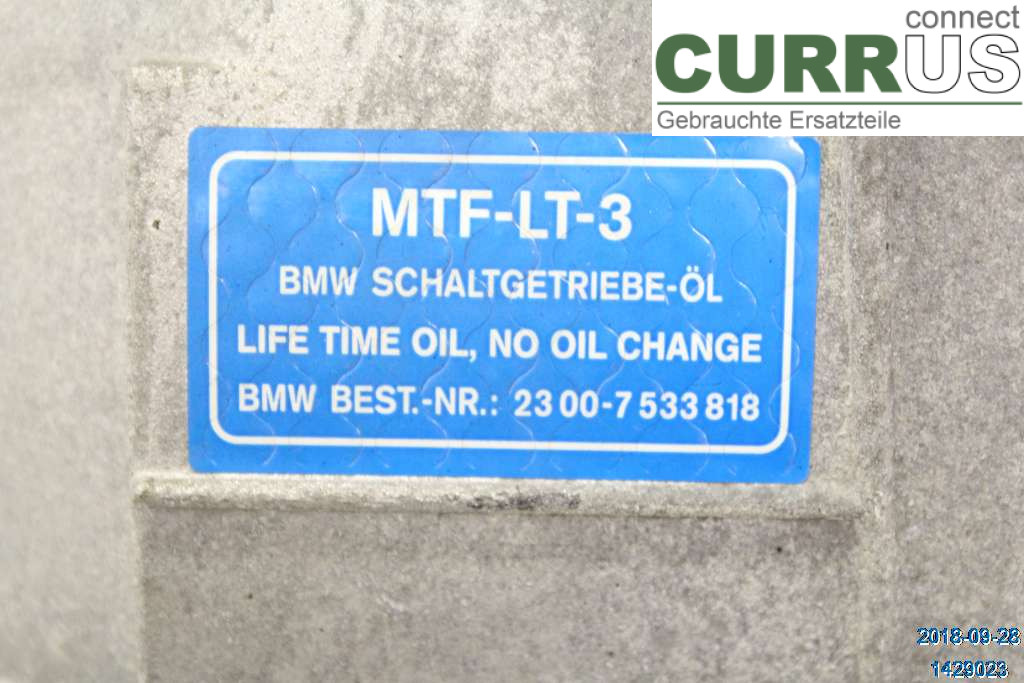 connect
CURRUS
Gebrauchte Ersatzteile
MTF-LT-3
BMW SCHALTGETRIEBE-ÖL
LIFE TIME OIL, NO OIL CHANGE
BMW BEST.-NR.: 23 00-7 533 818
2018-09-28
1429023